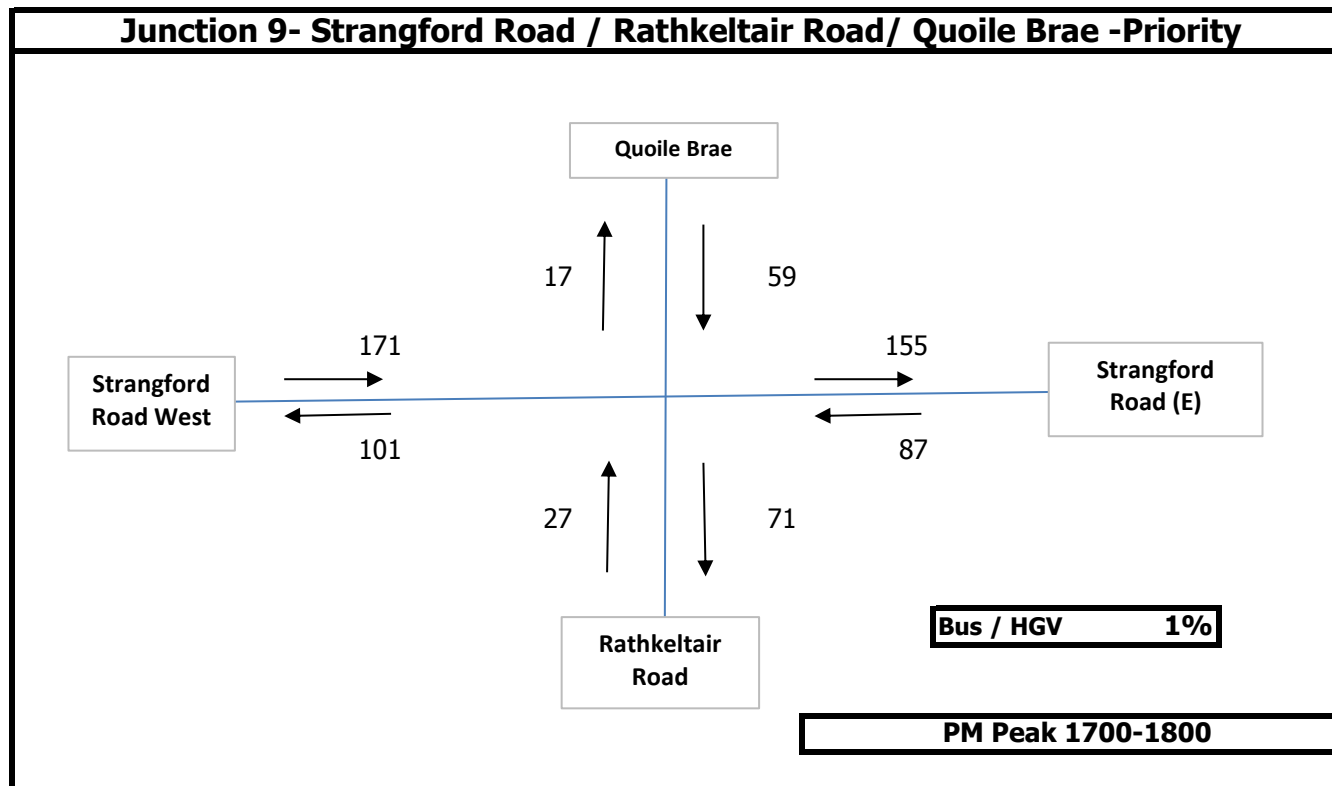 Junction 9- Strangford Road / Rathkeltair Road/ Quoile Brae -Priority
Quoile Brae
17
59
171
155
Strangford
Road West
Strangford
Road (E)
101
87
27
71
Rathkeltair
Road
Bus / HGV 1%
PM Peak 1700-1800